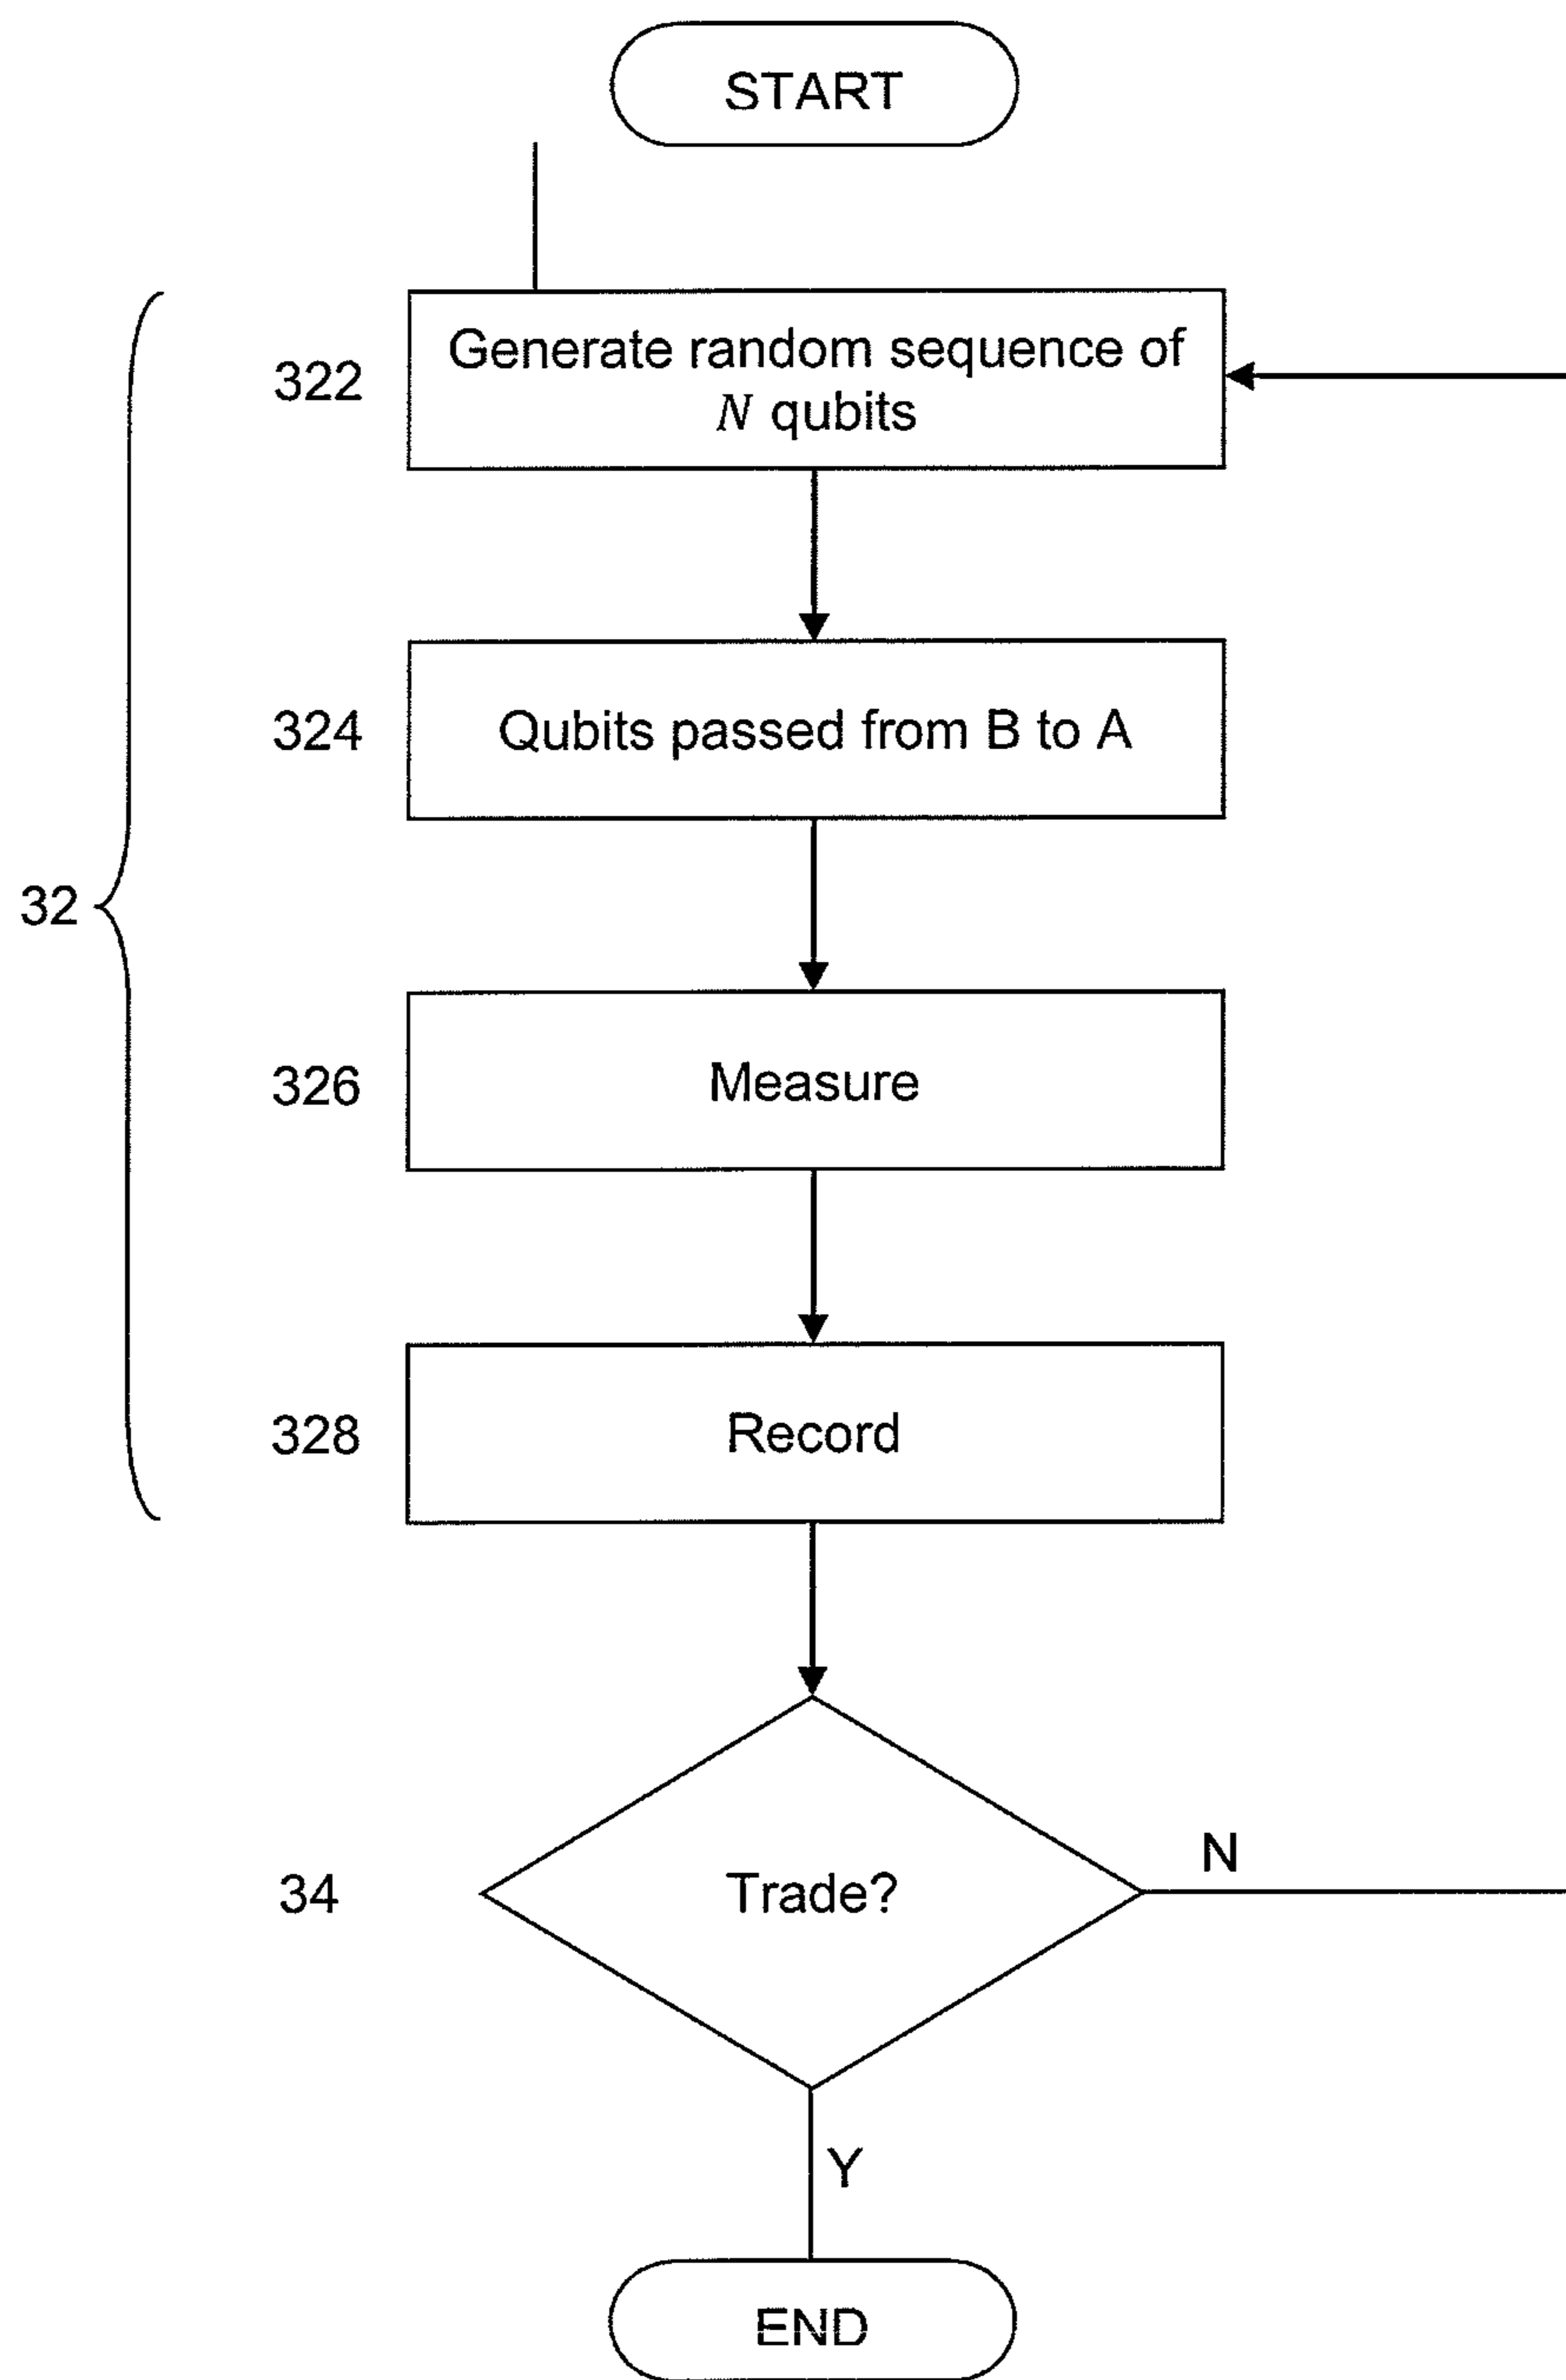 START
322
Generate random sequence of
N qubits
324
Qubits passed from B to A
32
326
Measure
328
Record
34
Trade?
N
Y
END